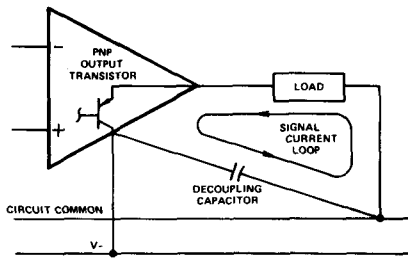 -
+
PNP
OUTPUT
TRANSISTOR
LOAD
SIGNAL
CURRENT
LOOP
DECOUPLING
CAPACITOR
CIRCUIT COMMON
V-